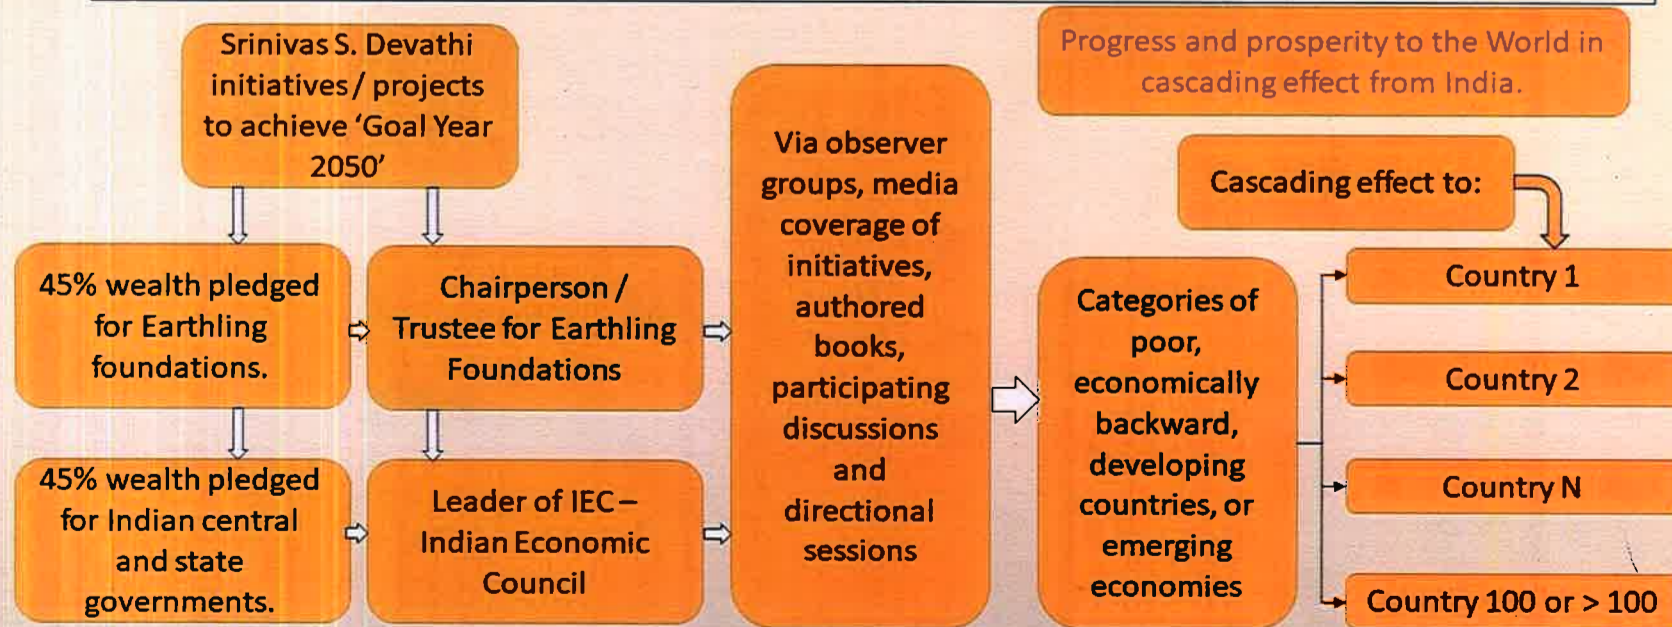 Srinivas S. Devathi
initiatives / projects
to achieve ‘Goal Year
2050’
Progress and prosperity to the World in
cascading effect from India.
45% wealth pledged
for Earthling
foundations.
Chairperson /
Trustee for Earthling
Foundations
45% wealth pledged
for Indian central
and state
governments.
Leader of IEC –
Indian Economic
Council
Via observer
groups, media
coverage of
initiatives,
authored
books,
participating
discussions
and
directional
sessions
Categories of
poor,
economically
backward,
developing
countries, or
emerging
economies
Cascading effect to:
Country 1
Country 2
Country N
Country 100 or > 100